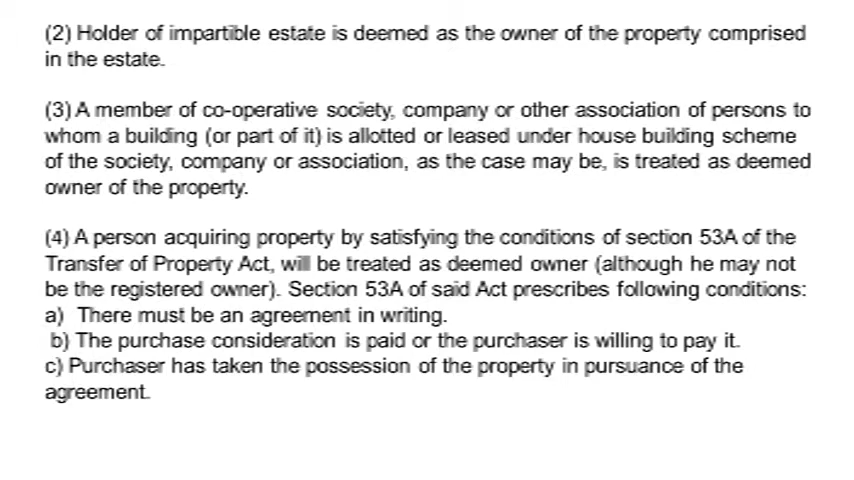 (2) Holder of impartible estate is deemed as the owner of the property comprised
in the estate.
(3) A member of co-operative society, company or other association of persons to
whom a building (or part of it) is allotted or leased under house building scheme
of the society, company or association, as the case may be, is treated as deemed
owner of the property.
(4) A person acquiring property by satisfying the conditions of section 53A of the
Transfer of Property Act, will be treated as deemed owner (although he may not
be the registered owner). Section 53A of said Act prescribes following conditions:
a) There must be an agreement in writing.
b) The purchase consideration is paid or the purchaser is willing to pay it.
c) Purchaser has taken the possession of the property in pursuance of the
agreement.